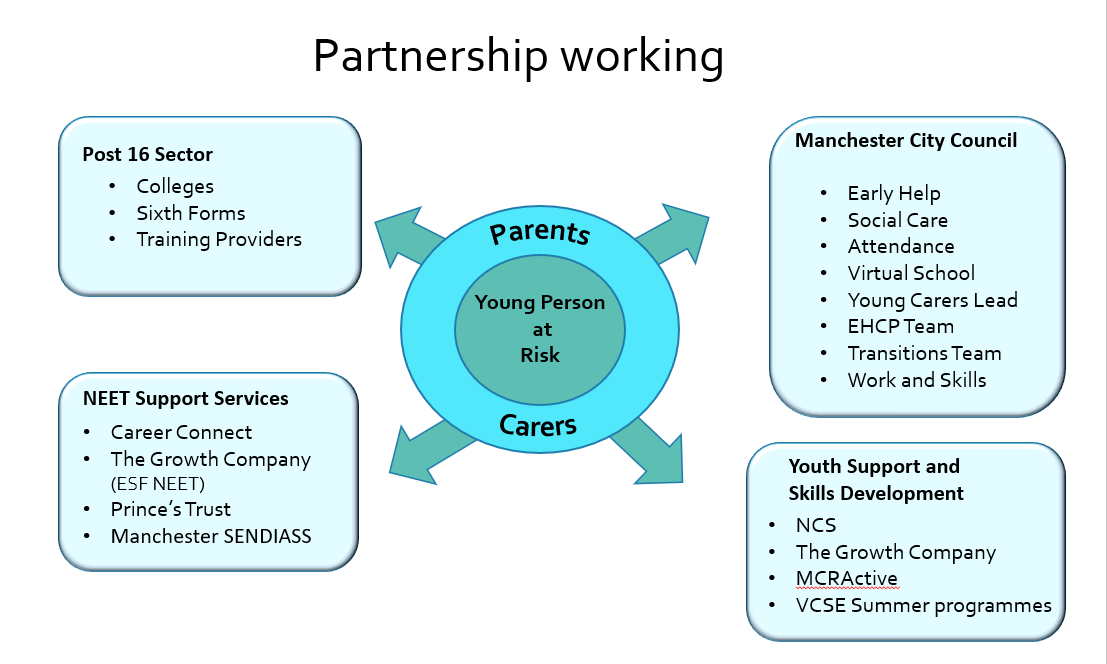 Partnership working
Post 16 Sector
• Colleges
• Sixth Forms
• Training Providers
NEET Support Services
• Career Connect
• The Growth Company
(ESF NEET)
• Prince's Trust
• Manchester SENDIASS
Parents
Young Person
at
Risk
Carers
Manchester City Council
• Early Help
• Social Care
• Attendance
• Virtual School
• Young Carers Lead
• EHCP Team
• Transitions Team
• Work and Skills
Youth Support and
Skills Development
• NCS
• The Growth Company
• MCRActive
• VCSE Summer programmes